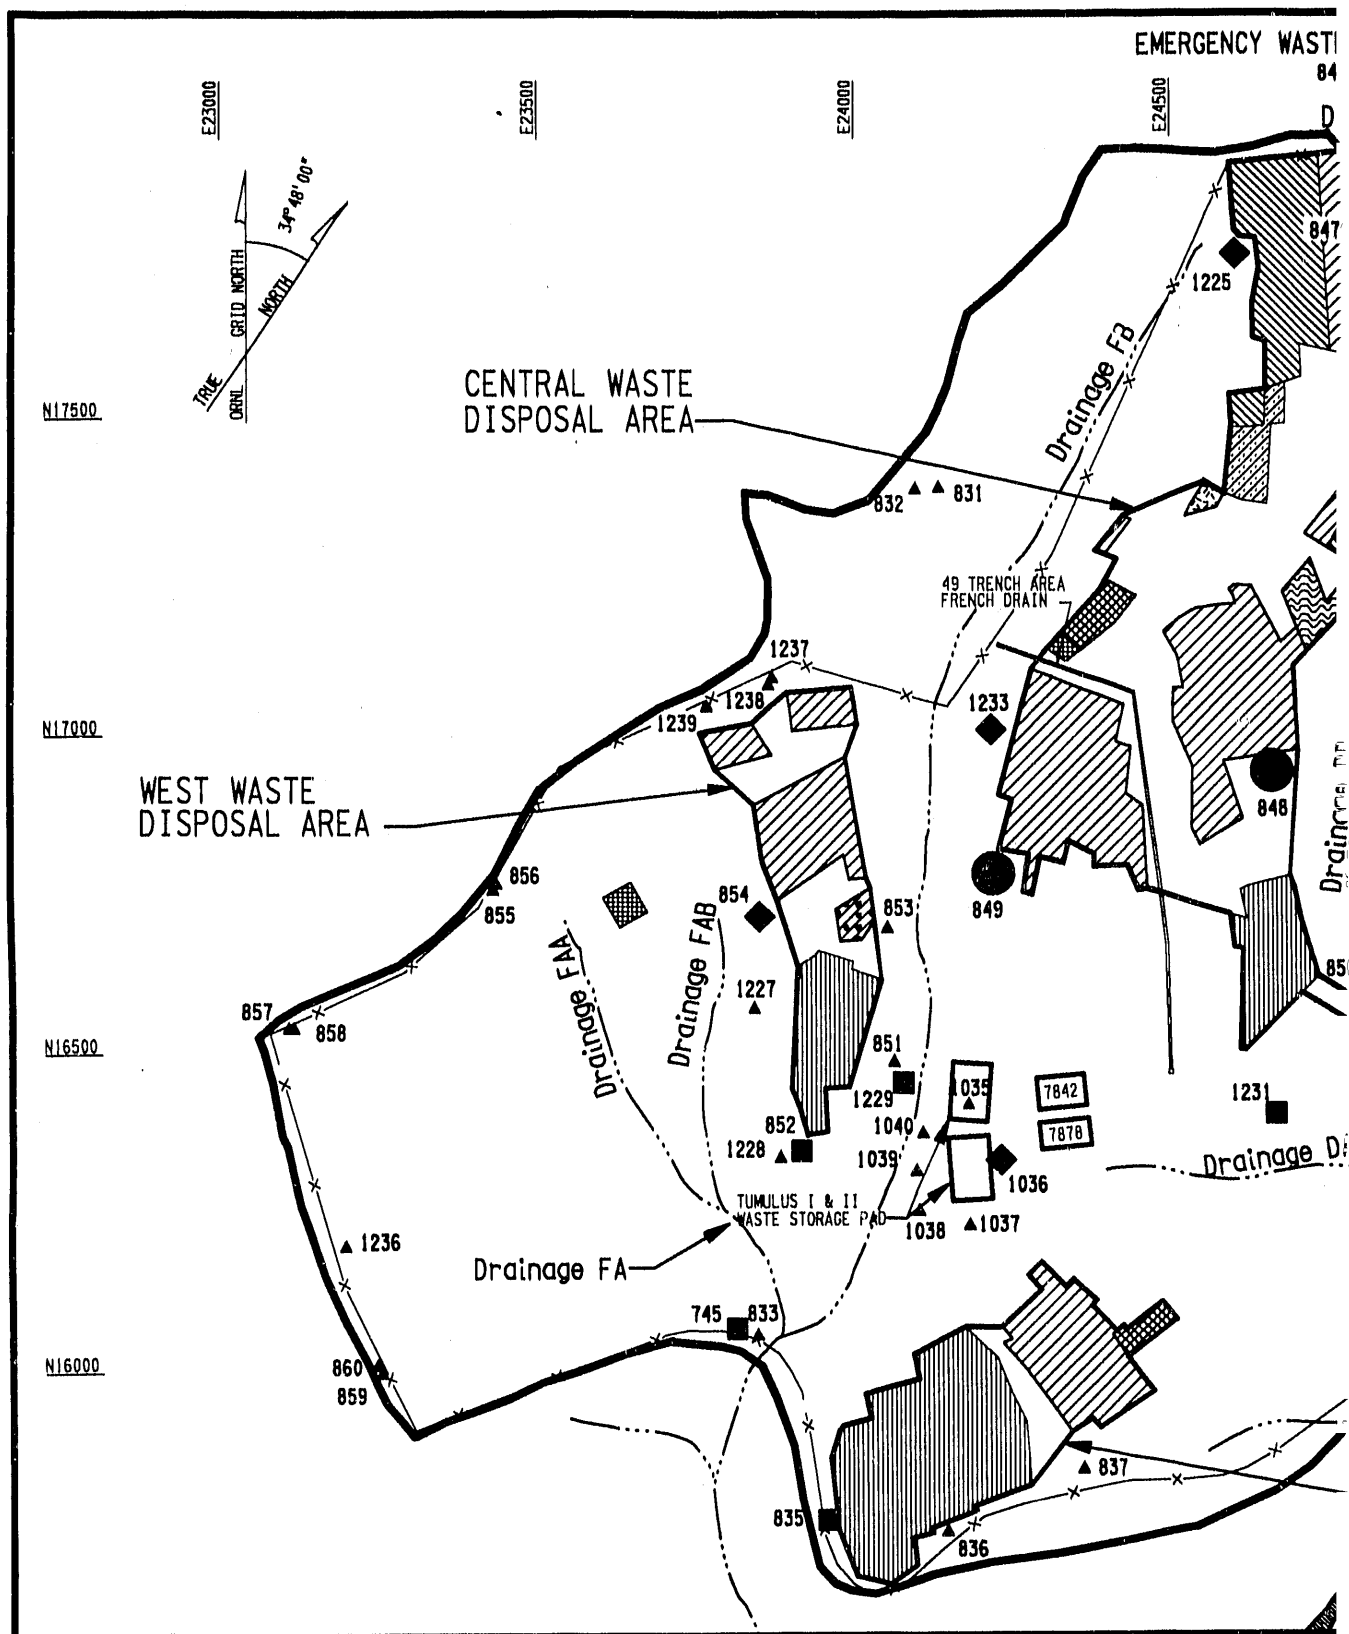 EMERGENCY WAST
84
D
E23000
E23500
E24000
E24500
34°48'00"
TRUE NORTH
ORNL GRID NORTH
847
1225
Drainage FB
CENTRAL WASTE
DISPOSAL AREA
N17500
832
831
49 TRENCH AREA
FRENCH DRAIN
1237
1238
1239
1233
N17000
WEST WASTE
DISPOSAL AREA
848
856
855
854
853
849
Drainage FAA
Drainage FAB
1227
857
858
N16500
851
1229
1035
7842
1231
852
1040
7878
1228
1039
1036
Drainage DA
TUMULUS I & II
WASTE STORAGE PAD
1038
1037
1236
Drainage FA
745
833
N16000
860
859
837
835
836